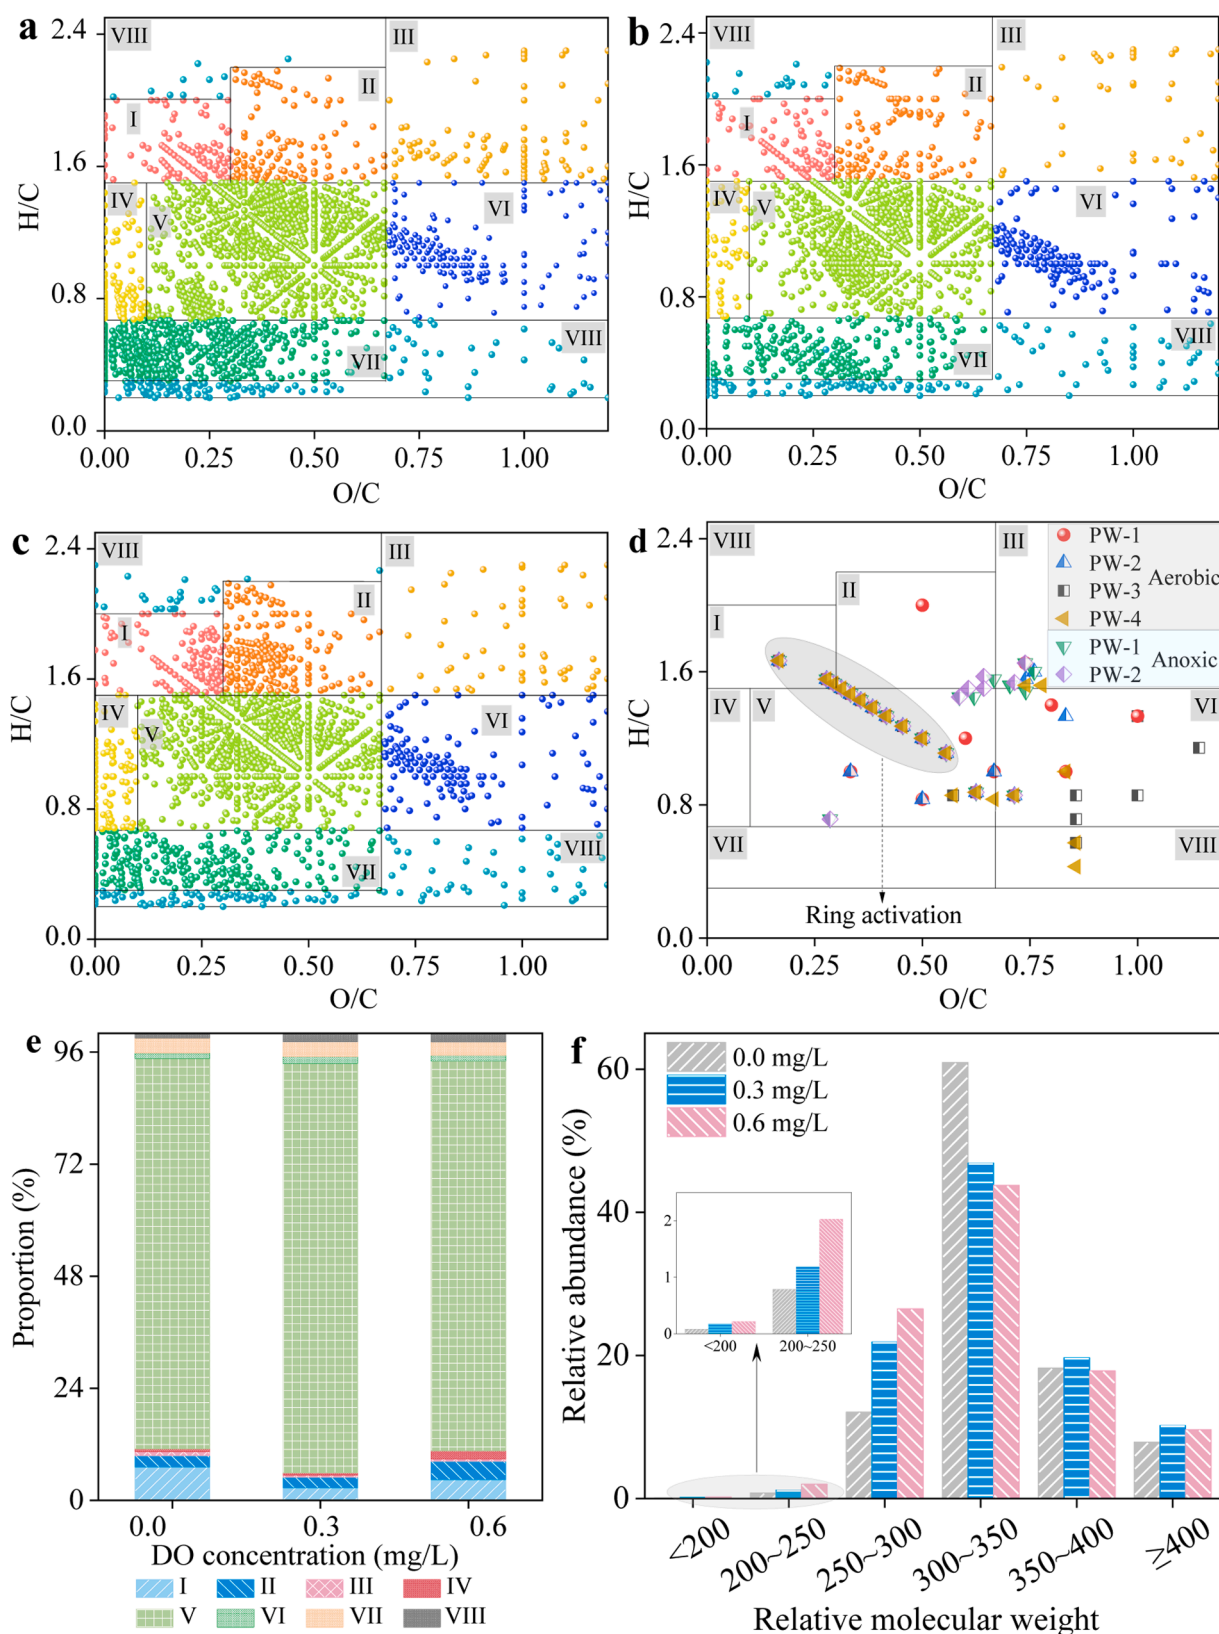 a
2.4
1.6
0.8
0.0
H/C
VIII
III
II
I
IV
V
VI
VII
VIII
0.00 0.25 0.50 0.75 1.00
O/C
b
2.4
1.6
0.8
0.0
H/C
VIII
III
II
I
IV
V
VI
VII
VIII
0.00 0.25 0.50 0.75 1.00
O/C
c
2.4
1.6
0.8
0.0
H/C
VIII
III
II
I
IV
V
VI
VII
VIII
0.00 0.25 0.50 0.75 1.00
O/C
d
2.4
1.6
0.8
0.0
H/C
VIII
III
II
I
IV
V
VI
VII
VIII
PW-1
PW-2
PW-3
PW-4
Aerobic
PW-1
PW-2
Anoxic
Ring activation
0.00 0.25 0.50 0.75 1.00
O/C
e
96
72
48
24
0
Proportion (%)
0.0 0.3 0.6
DO concentration (mg/L)
I II III IV
V VI VII VIII
f
60
40
20
0
Relative abundance (%)
0.0 mg/L
0.3 mg/L
0.6 mg/L
2
1
0
<200 200~250
<200 200~250 250~300 300~350 350~400 ≥400
Relative molecular weight